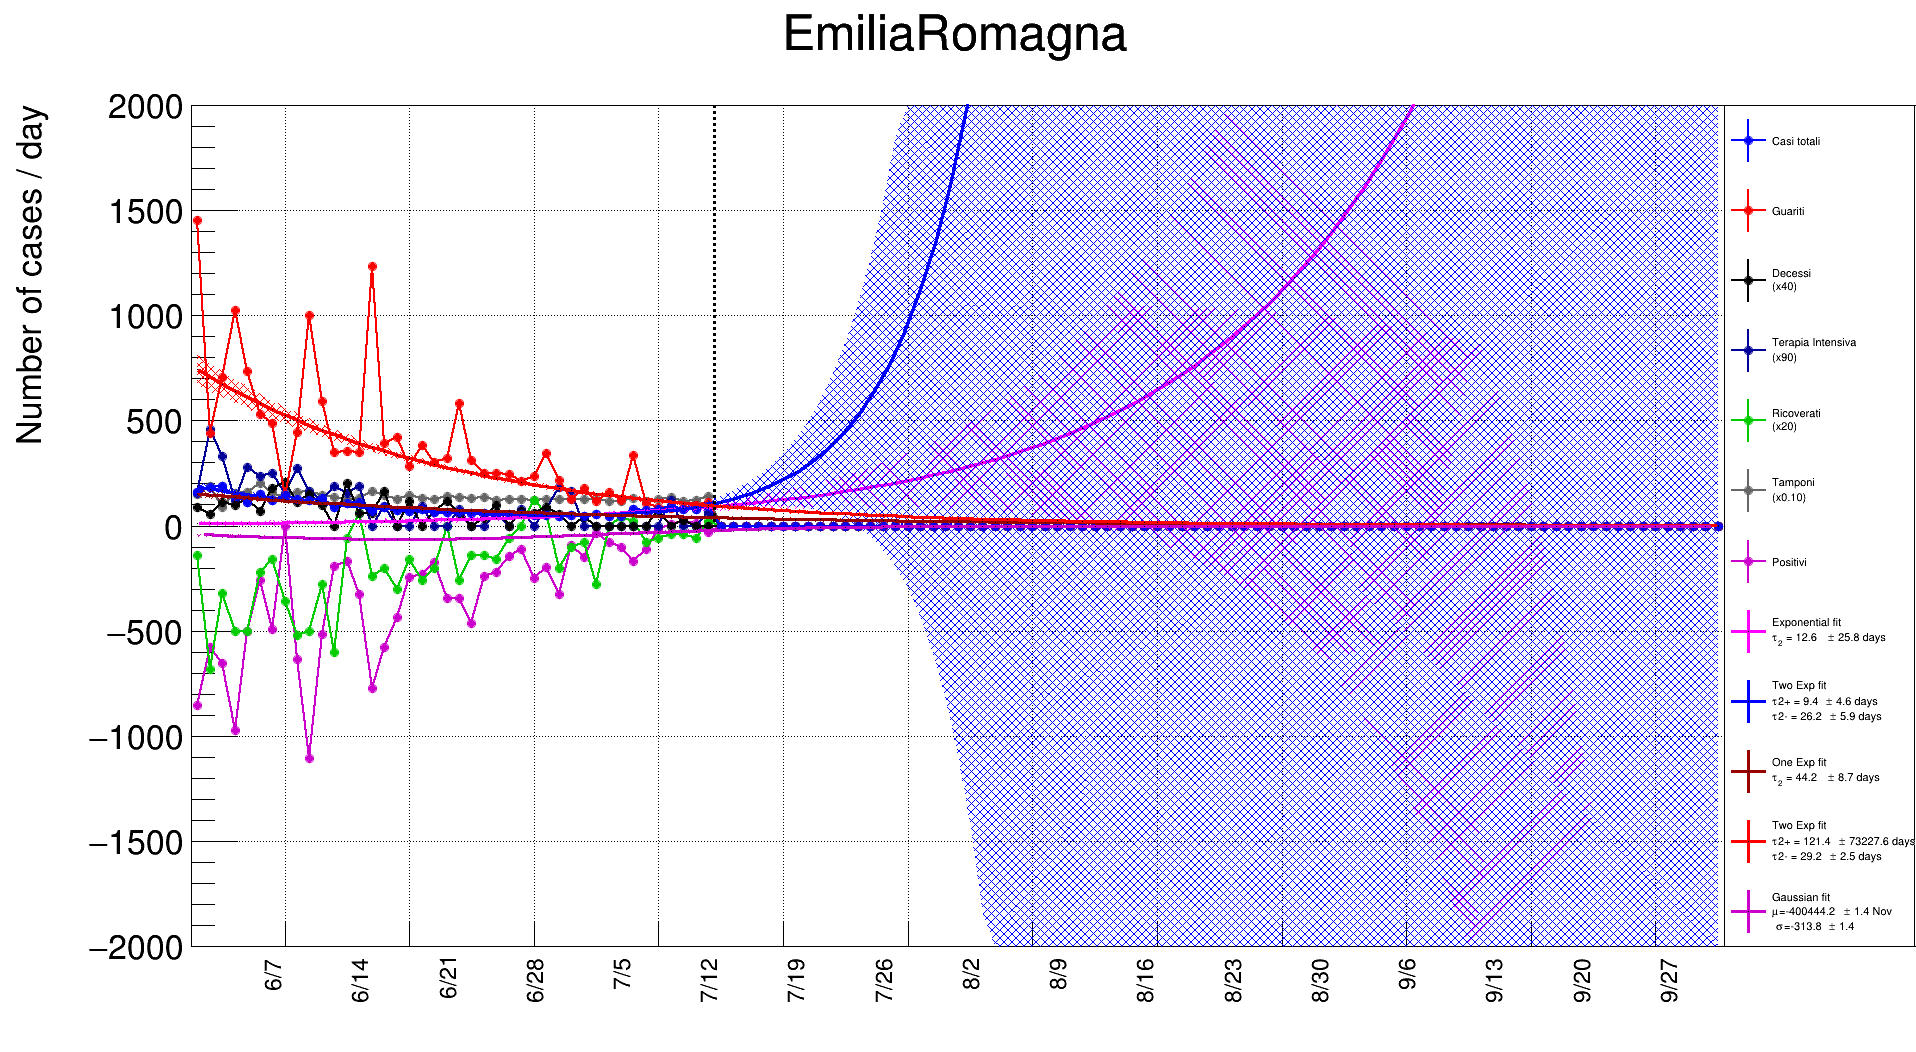 EmiliaRomagna
Number of cases / day
2000
1500
1000
500
0
−500
−1000
−1500
−2000
6/7
6/14
6/21
6/28
7/5
7/12
7/19
7/26
8/2
8/9
8/16
8/23
8/30
9/6
9/13
9/20
9/27
Casi totali
Guariti
Decessi
(x40)
Terapia Intensiva
(x90)
Ricoverati
(x20)
Tamponi
(x0.10)
Positivi
Exponential fit
τ2 = 12.6 ± 25.8 days
Two Exp fit
τ2+ = 9.4 ± 4.6 days
τ2- = 26.2 ± 5.9 days
One Exp fit
τ2 = 44.2 ± 8.7 days
Two Exp fit
τ2+ = 121.4 ± 73227.6 days
τ2- = 29.2 ± 2.5 days
Gaussian fit
μ=-400444.2 ± 1.4 Nov
σ=-313.8 ± 1.4